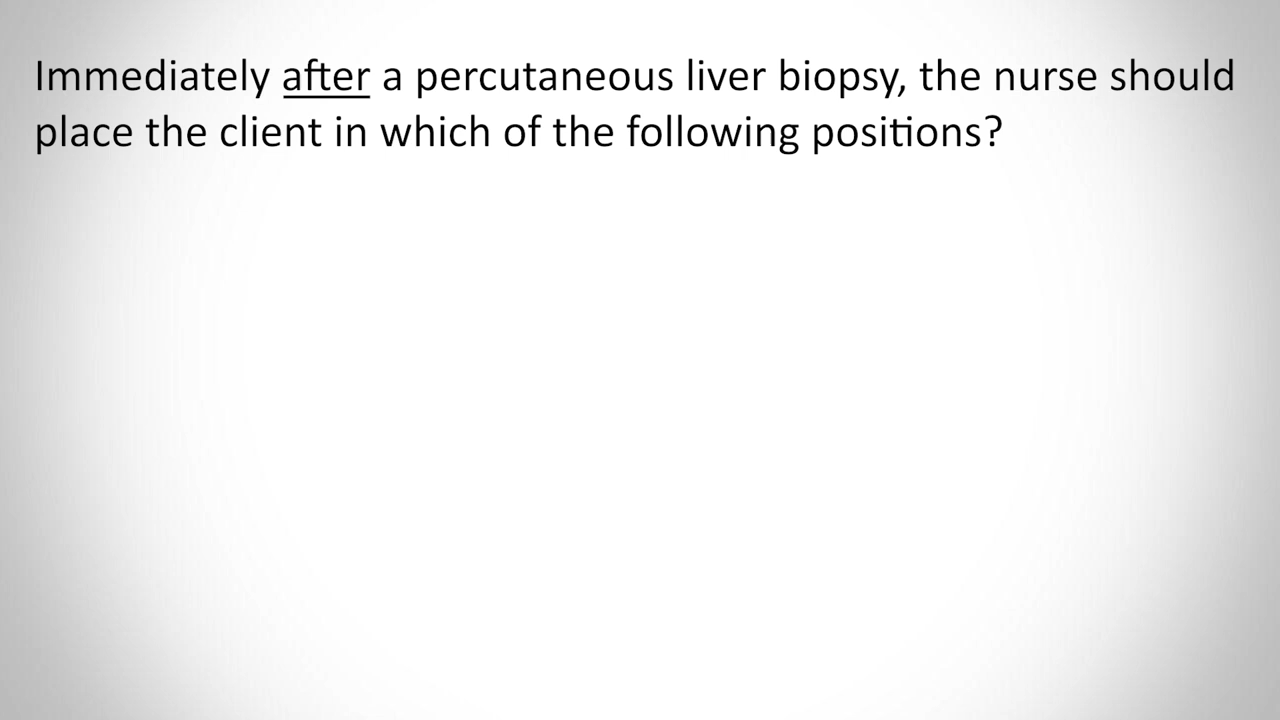 Immediately after a percutaneous liver biopsy, the nurse should
place the client in which of the following positions?